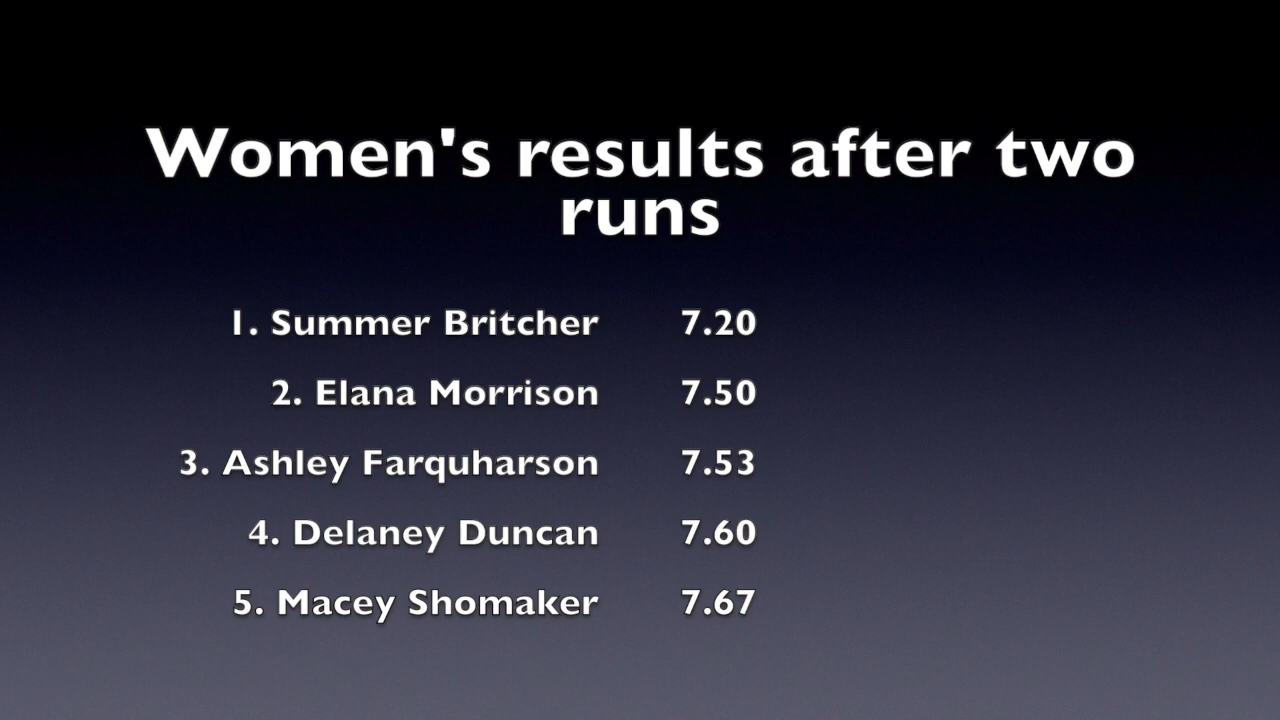 Women's results after two
runs
1. Summer Britcher 7.20
2. Elana Morrison 7.50
3. Ashley Farquharson 7.53
4. Delaney Duncan 7.60
5. Macey Shomaker 7.67